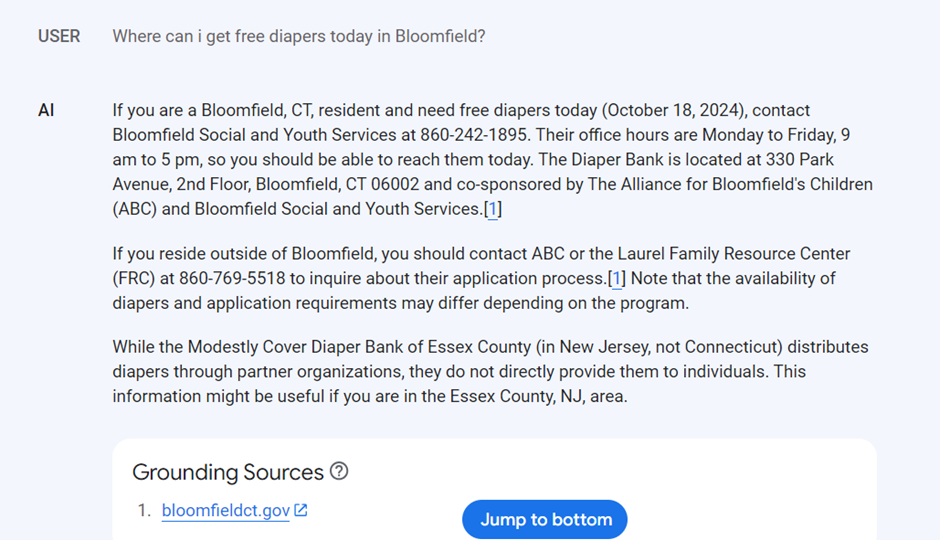 USER Where can i get free diapers today in Bloomfield?
AI If you are a Bloomfield, CT, resident and need free diapers today (October 18, 2024), contact
Bloomfield Social and Youth Services at 860-242-1895. Their office hours are Monday to Friday, 9
am to 5 pm, so you should be able to reach them today. The Diaper Bank is located at 330 Park
Avenue, 2nd Floor, Bloomfield, CT 06002 and co-sponsored by The Alliance for Bloomfield's Children
(ABC) and Bloomfield Social and Youth Services.[1]
If you reside outside of Bloomfield, you should contact ABC or the Laurel Family Resource Center
(FRC) at 860-769-5518 to inquire about their application process.[1] Note that the availability of
diapers and application requirements may differ depending on the program.
While the Modestly Cover Diaper Bank of Essex County (in New Jersey, not Connecticut) distributes
diapers through partner organizations, they do not directly provide them to individuals. This
information might be useful if you are in the Essex County, NJ, area.
Grounding Sources ?
1. bloomfieldct.gov
Jump to bottom